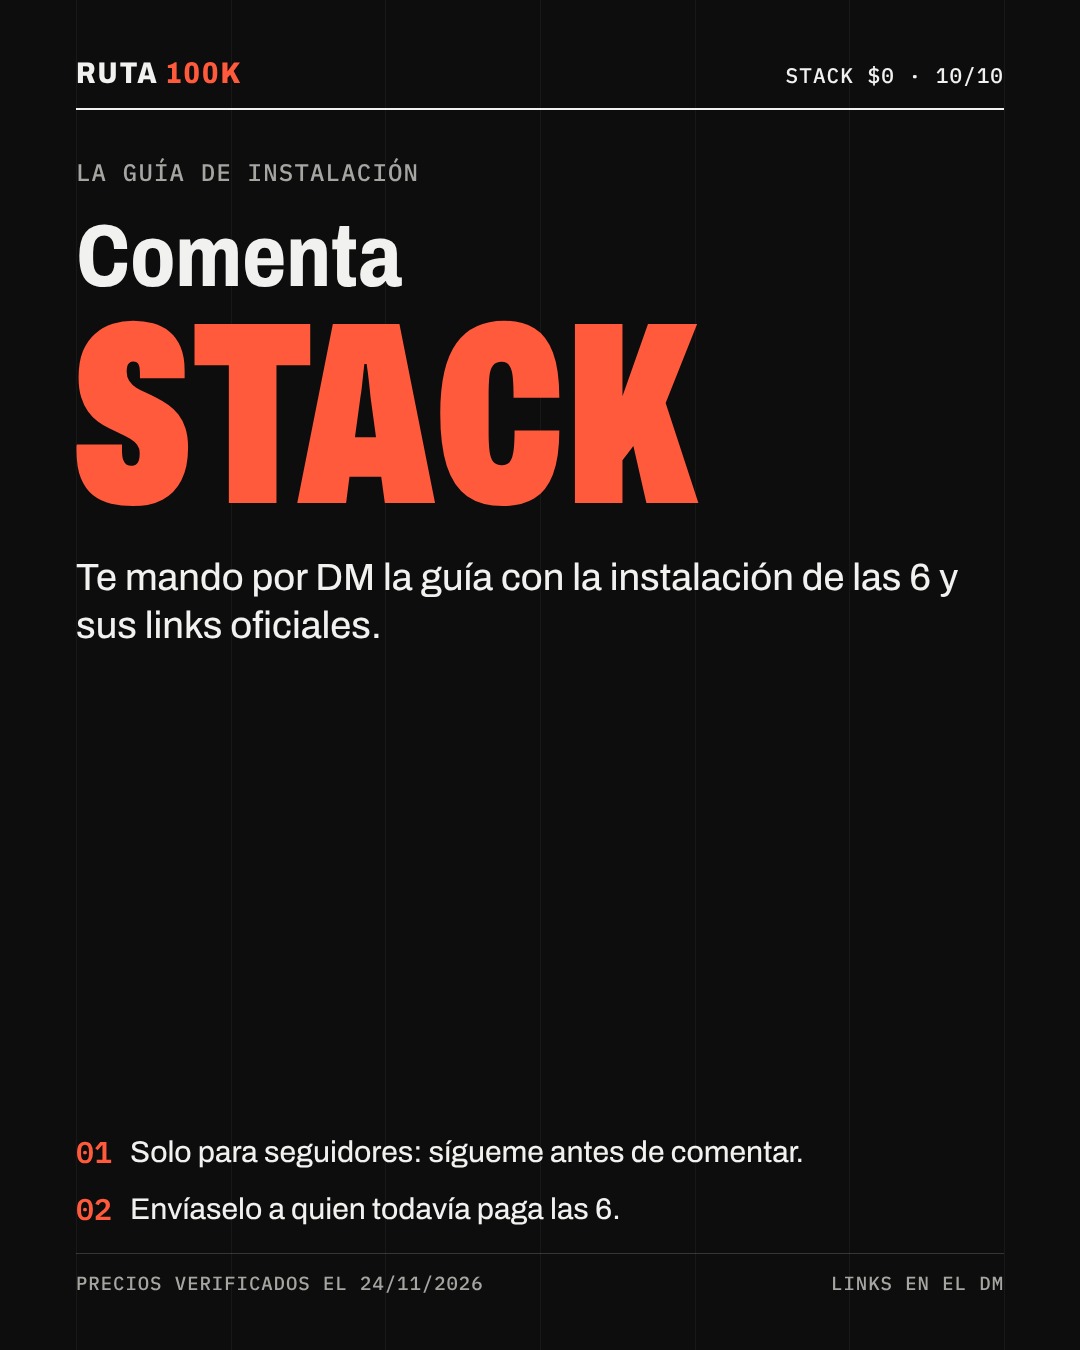 RUTA 100K
STACK $0 · 10/10
LA GUÍA DE INSTALACIÓN
Comenta
STACK
Te mando por DM la guía con la instalación de las 6 y
sus links oficiales.
01 Solo para seguidores: sígueme antes de comentar.
02 Envíaselo a quien todavía paga las 6.
PRECIOS VERIFICADOS EL 24/11/2026
LINKS EN EL DM